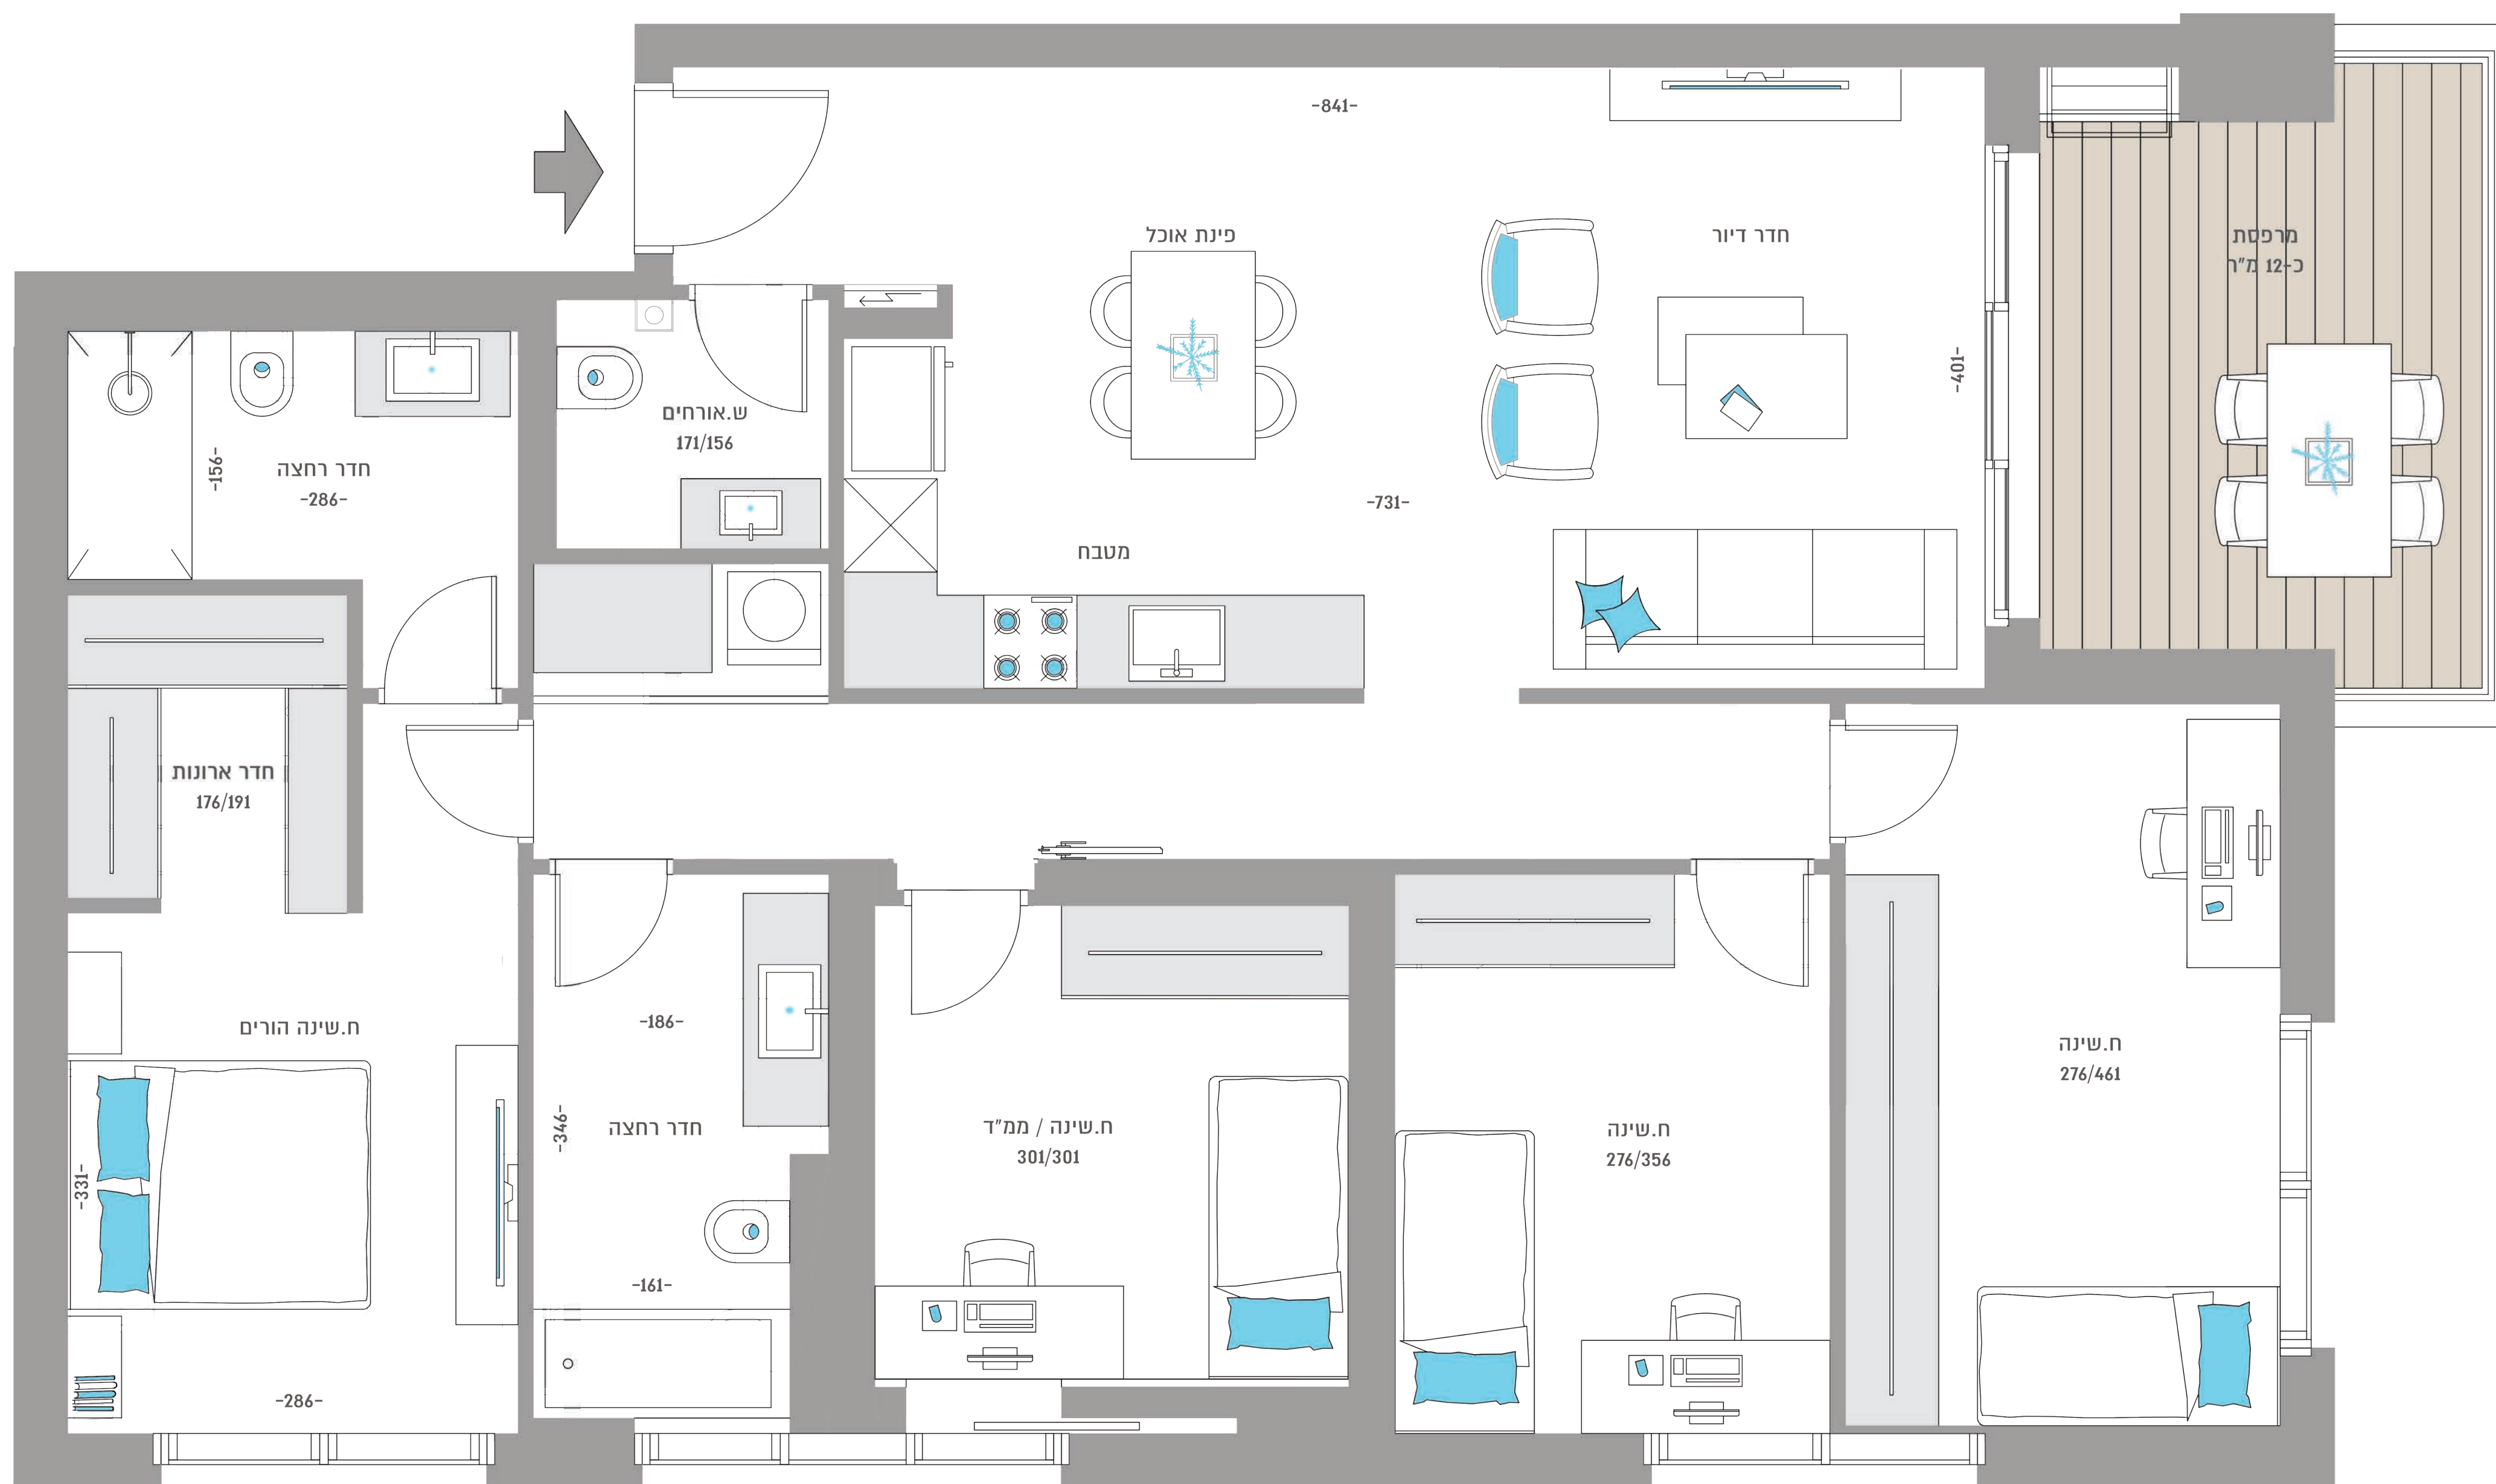 -841-
פינת אוכל
חדר דיור
מרפסת
כ-12 מ"ר
-401-
ש.אורחים
171/156
-156-
חדר רחצה
-286-
-731-
מטבח
חדר ארונות
176/191
ח.שינה הורים
-331-
-286-
-186-
-346-
חדר רחצה
-161-
ח.שינה / ממ"ד
301/301
ח.שינה
276/356
ח.שינה
276/461